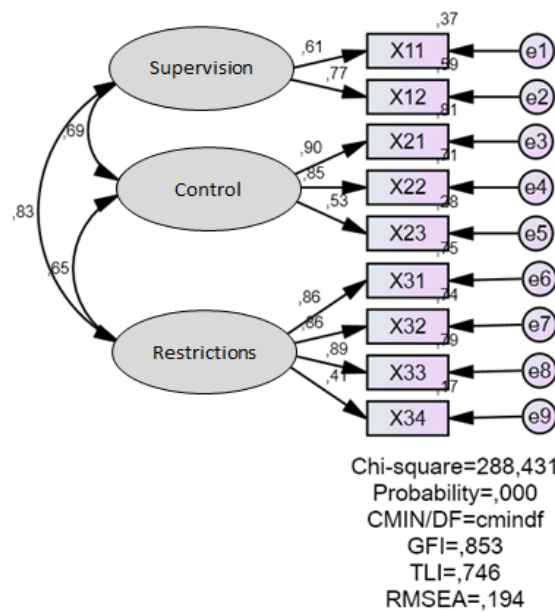 ,37
,61
X11
e1
Supervision
,59
,77
X12
e2
,81
,69
,90
X21
e3
,71
,85
Control
X22
e4
,28
,83
,53
X23
e5
,75
,65
,86
X31
e6
,74
,86
X32
e7
Restrictions
,79
,89
X33
e8
,17
,41
X34
e9
Chi-square=288,431
Probability=,000
CMIN/DF=cmindf
GFI=,853
TLI=,746
RMSEA=,194